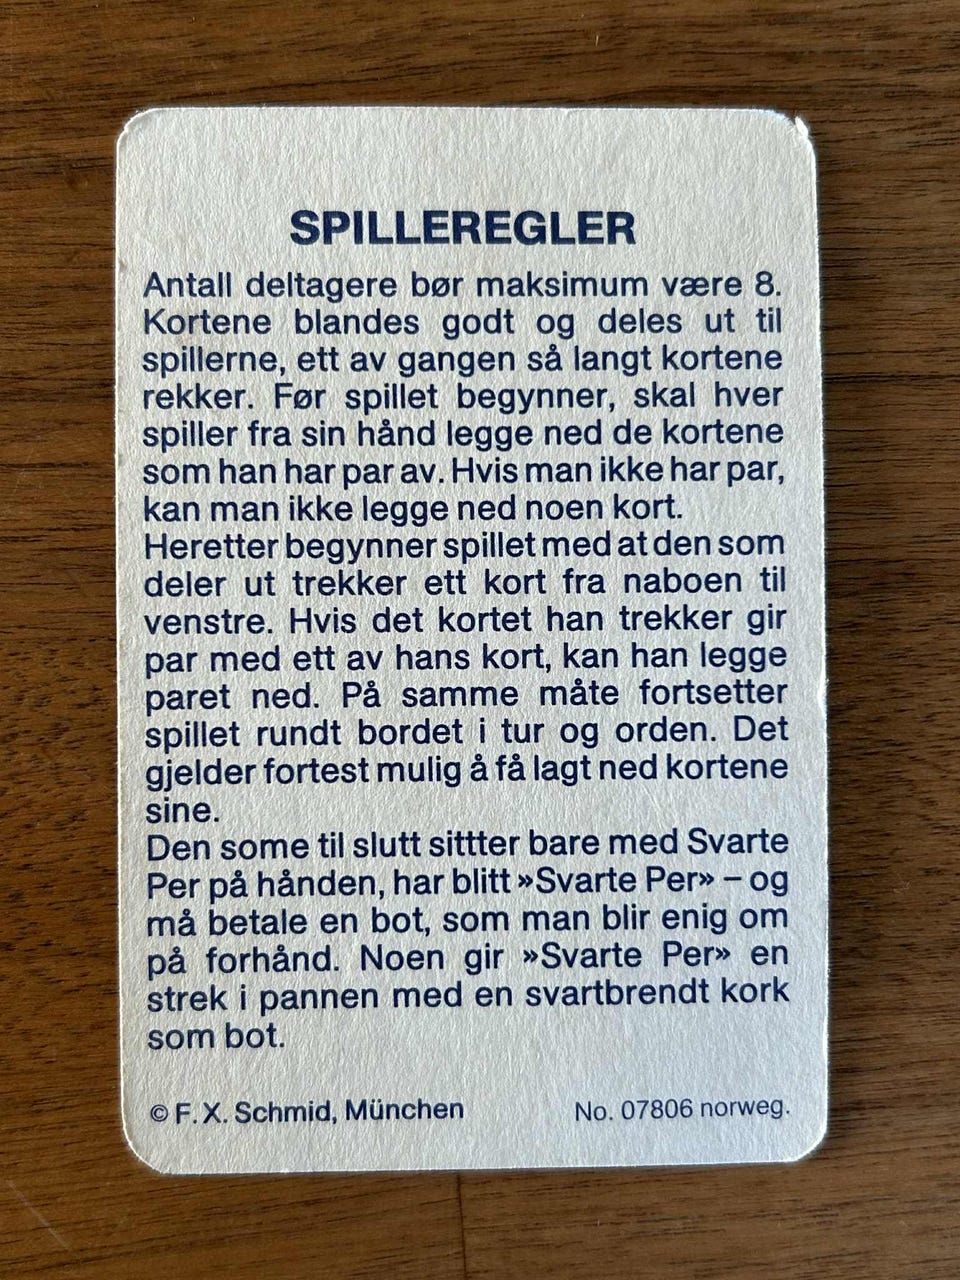 SPILLEREGLER
Antall deltagere bør maksimum være 8.
Kortene blandes godt og deles ut til
spillerne, ett av gangen så langt kortene
rekker. Før spillet begynner, skal hver
spiller fra sin hånd legge ned de kortene
som han har par av. Hvis man ikke har par,
kan man ikke legge ned noen kort.
Heretter begynner spillet med at den som
deler ut trekker ett kort fra naboen til
venstre. Hvis det kortet han trekker gir
par med ett av hans kort, kan han legge
paret ned. På samme måte fortsetter
spillet rundt bordet i tur og orden. Det
gjelder fortest mulig å få lagt ned kortene
sine.
Den some til slutt sittter bare med Svarte
Per på hånden, har blitt »Svarte Per» – og
må betale en bot, som man blir enig om
på forhånd. Noen gir »Svarte Per» en
strek i pannen med en svartbrendt kork
som bot.
© F. X. Schmid, München No. 07806 norweg.